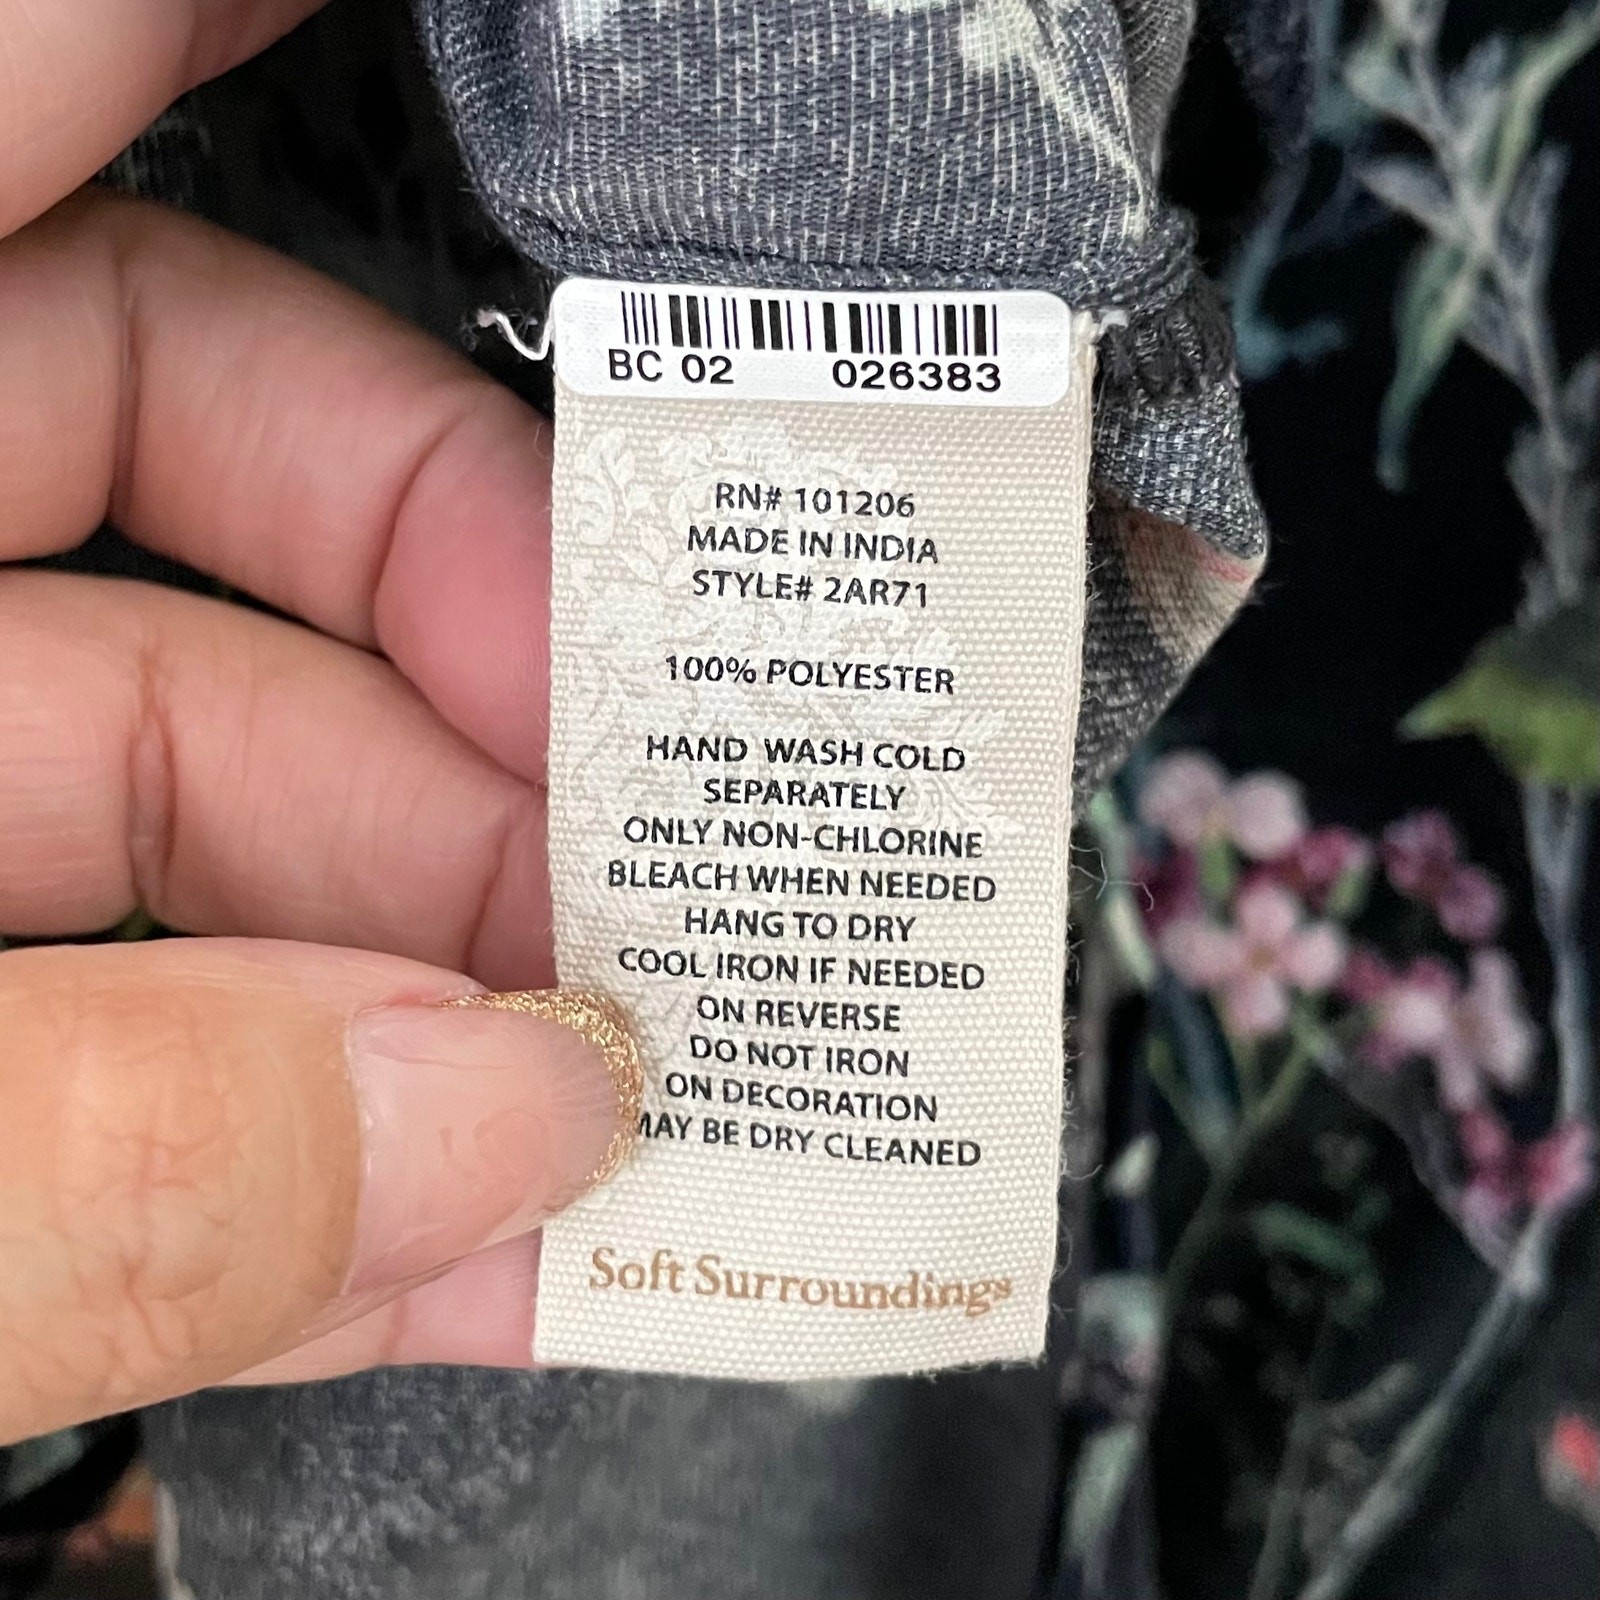 BC 02 026383
RN# 101206
MADE IN INDIA
STYLE# 2AR71
100% POLYESTER
HAND WASH COLD
SEPARATELY
ONLY NON-CHLORINE
BLEACH WHEN NEEDED
HANG TO DRY
COOL IRON IF NEEDED
ON REVERSE
DO NOT IRON
ON DECORATION
MAY BE DRY CLEANED
Soft Surroundings